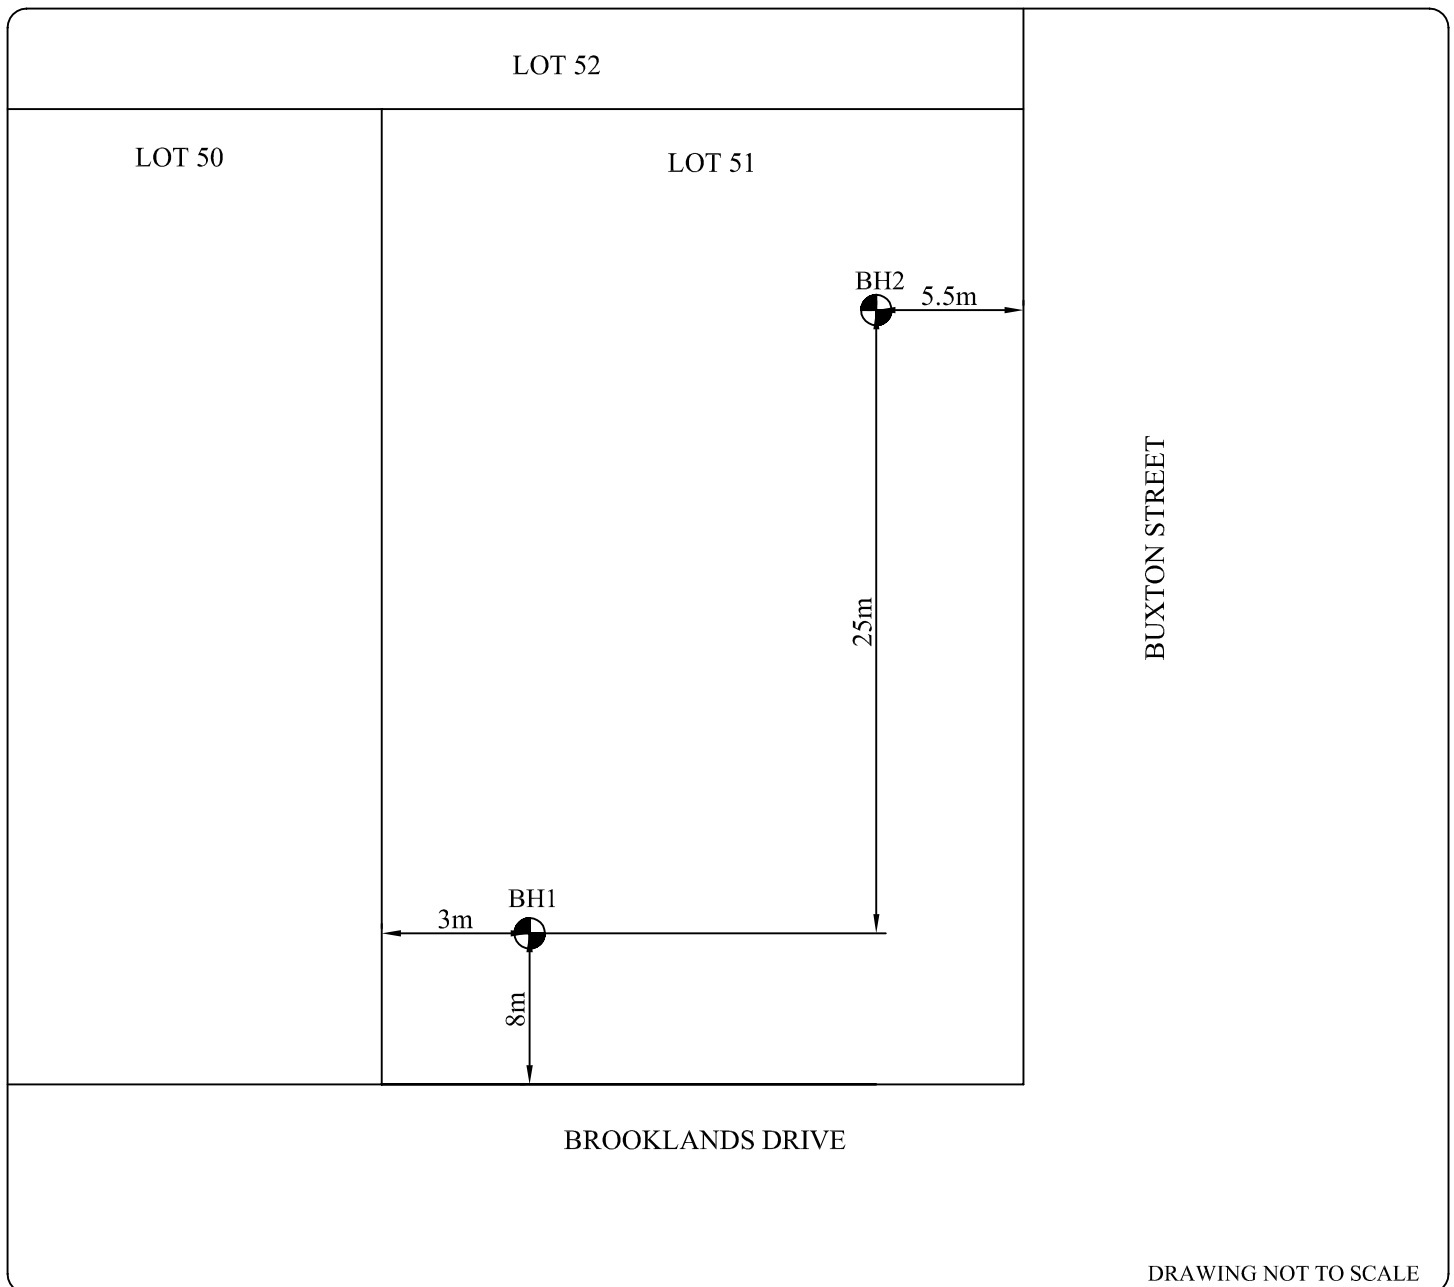 LOT 52
LOT 50
LOT 51
BH2
5.5m
BUXTON STREET
25m
BH1
3m
8m
BROOKLANDS DRIVE
DRAWING NOT TO SCALE